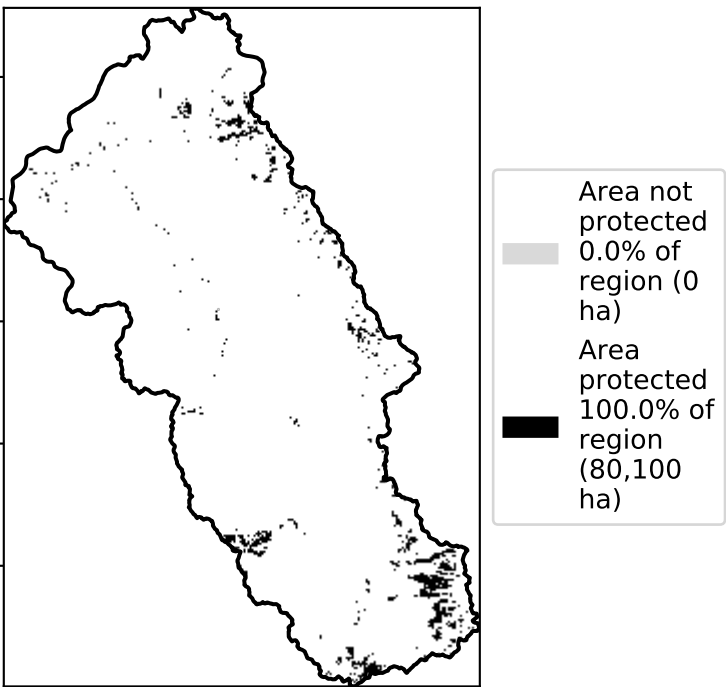 Area not
protected
0.0% of
region (0
ha)
Area
protected
100.0% of
region
(80,100
ha)